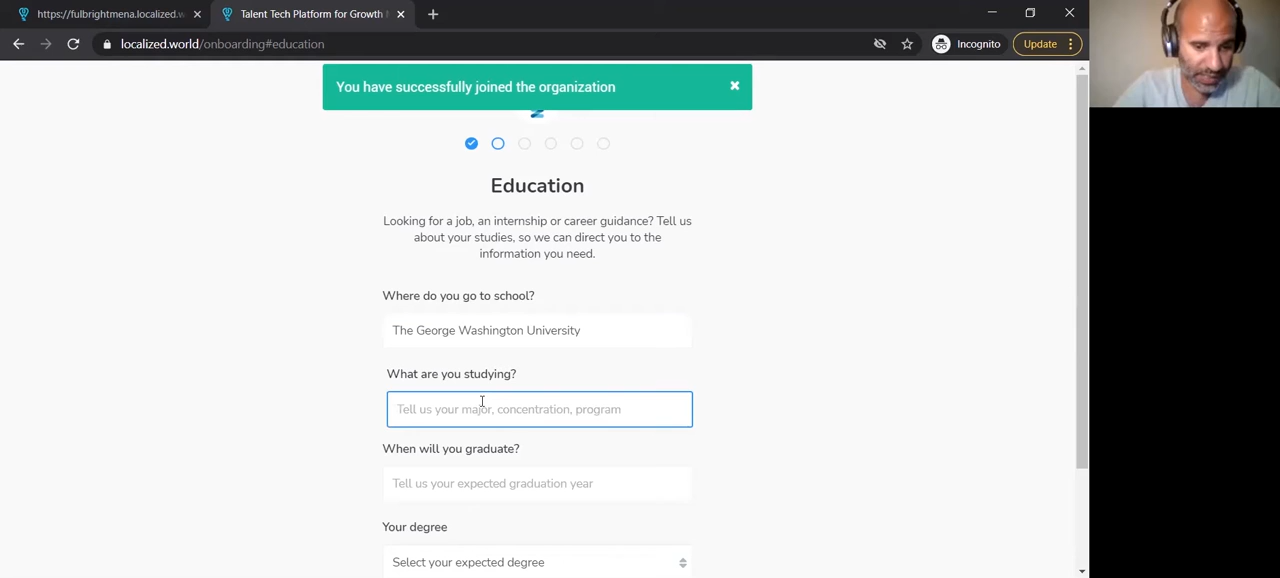 https://fulbrightmena.localized.w
Talent Tech Platform for Growth
localized.world/onboarding#education
Incognito
Update
You have successfully joined the organization
Education
Looking for a job, an internship or career guidance? Tell us
about your studies, so we can direct you to the
information you need.
Where do you go to school?
The George Washington University
What are you studying?
Tell us your major, concentration, program
When will you graduate?
Tell us your expected graduation year
Your degree
Select your expected degree